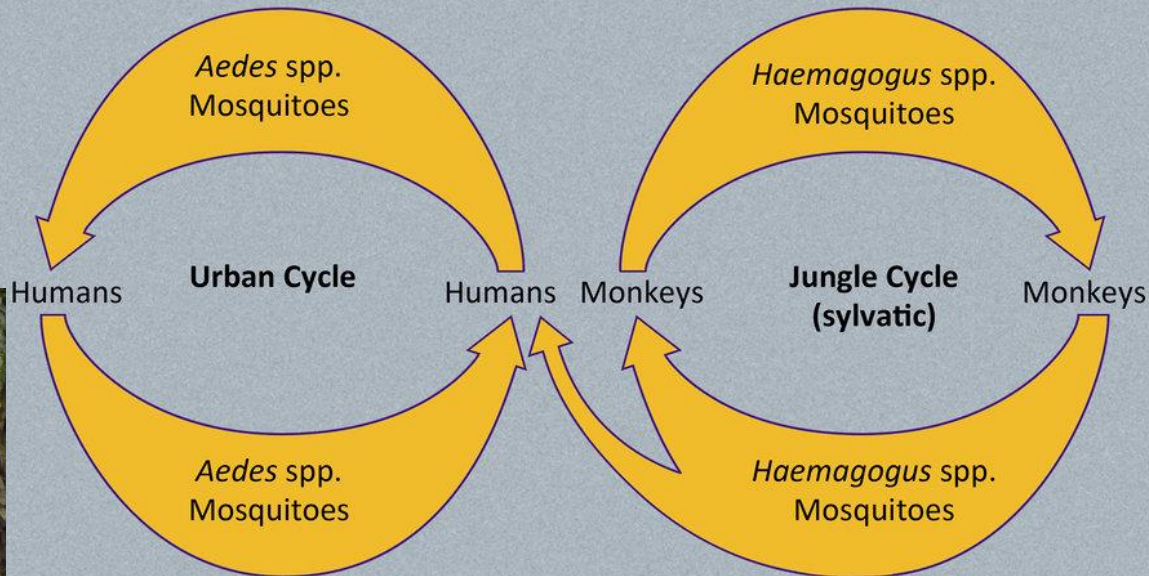 Aedes spp.
Mosquitoes
Haemagogus spp.
Mosquitoes
Humans
Urban Cycle
Humans
Monkeys
Jungle Cycle
(sylvatic)
Monkeys
Aedes spp.
Mosquitoes
Haemagogus spp.
Mosquitoes